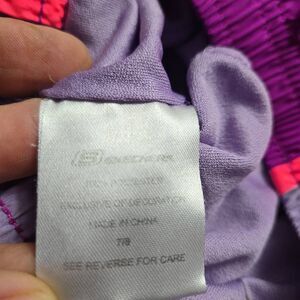 SKECHERS
100% POLYESTER
EXCLUSIVE OF DECORATION
MADE IN CHINA
7/8
SEE REVERSE FOR CARE